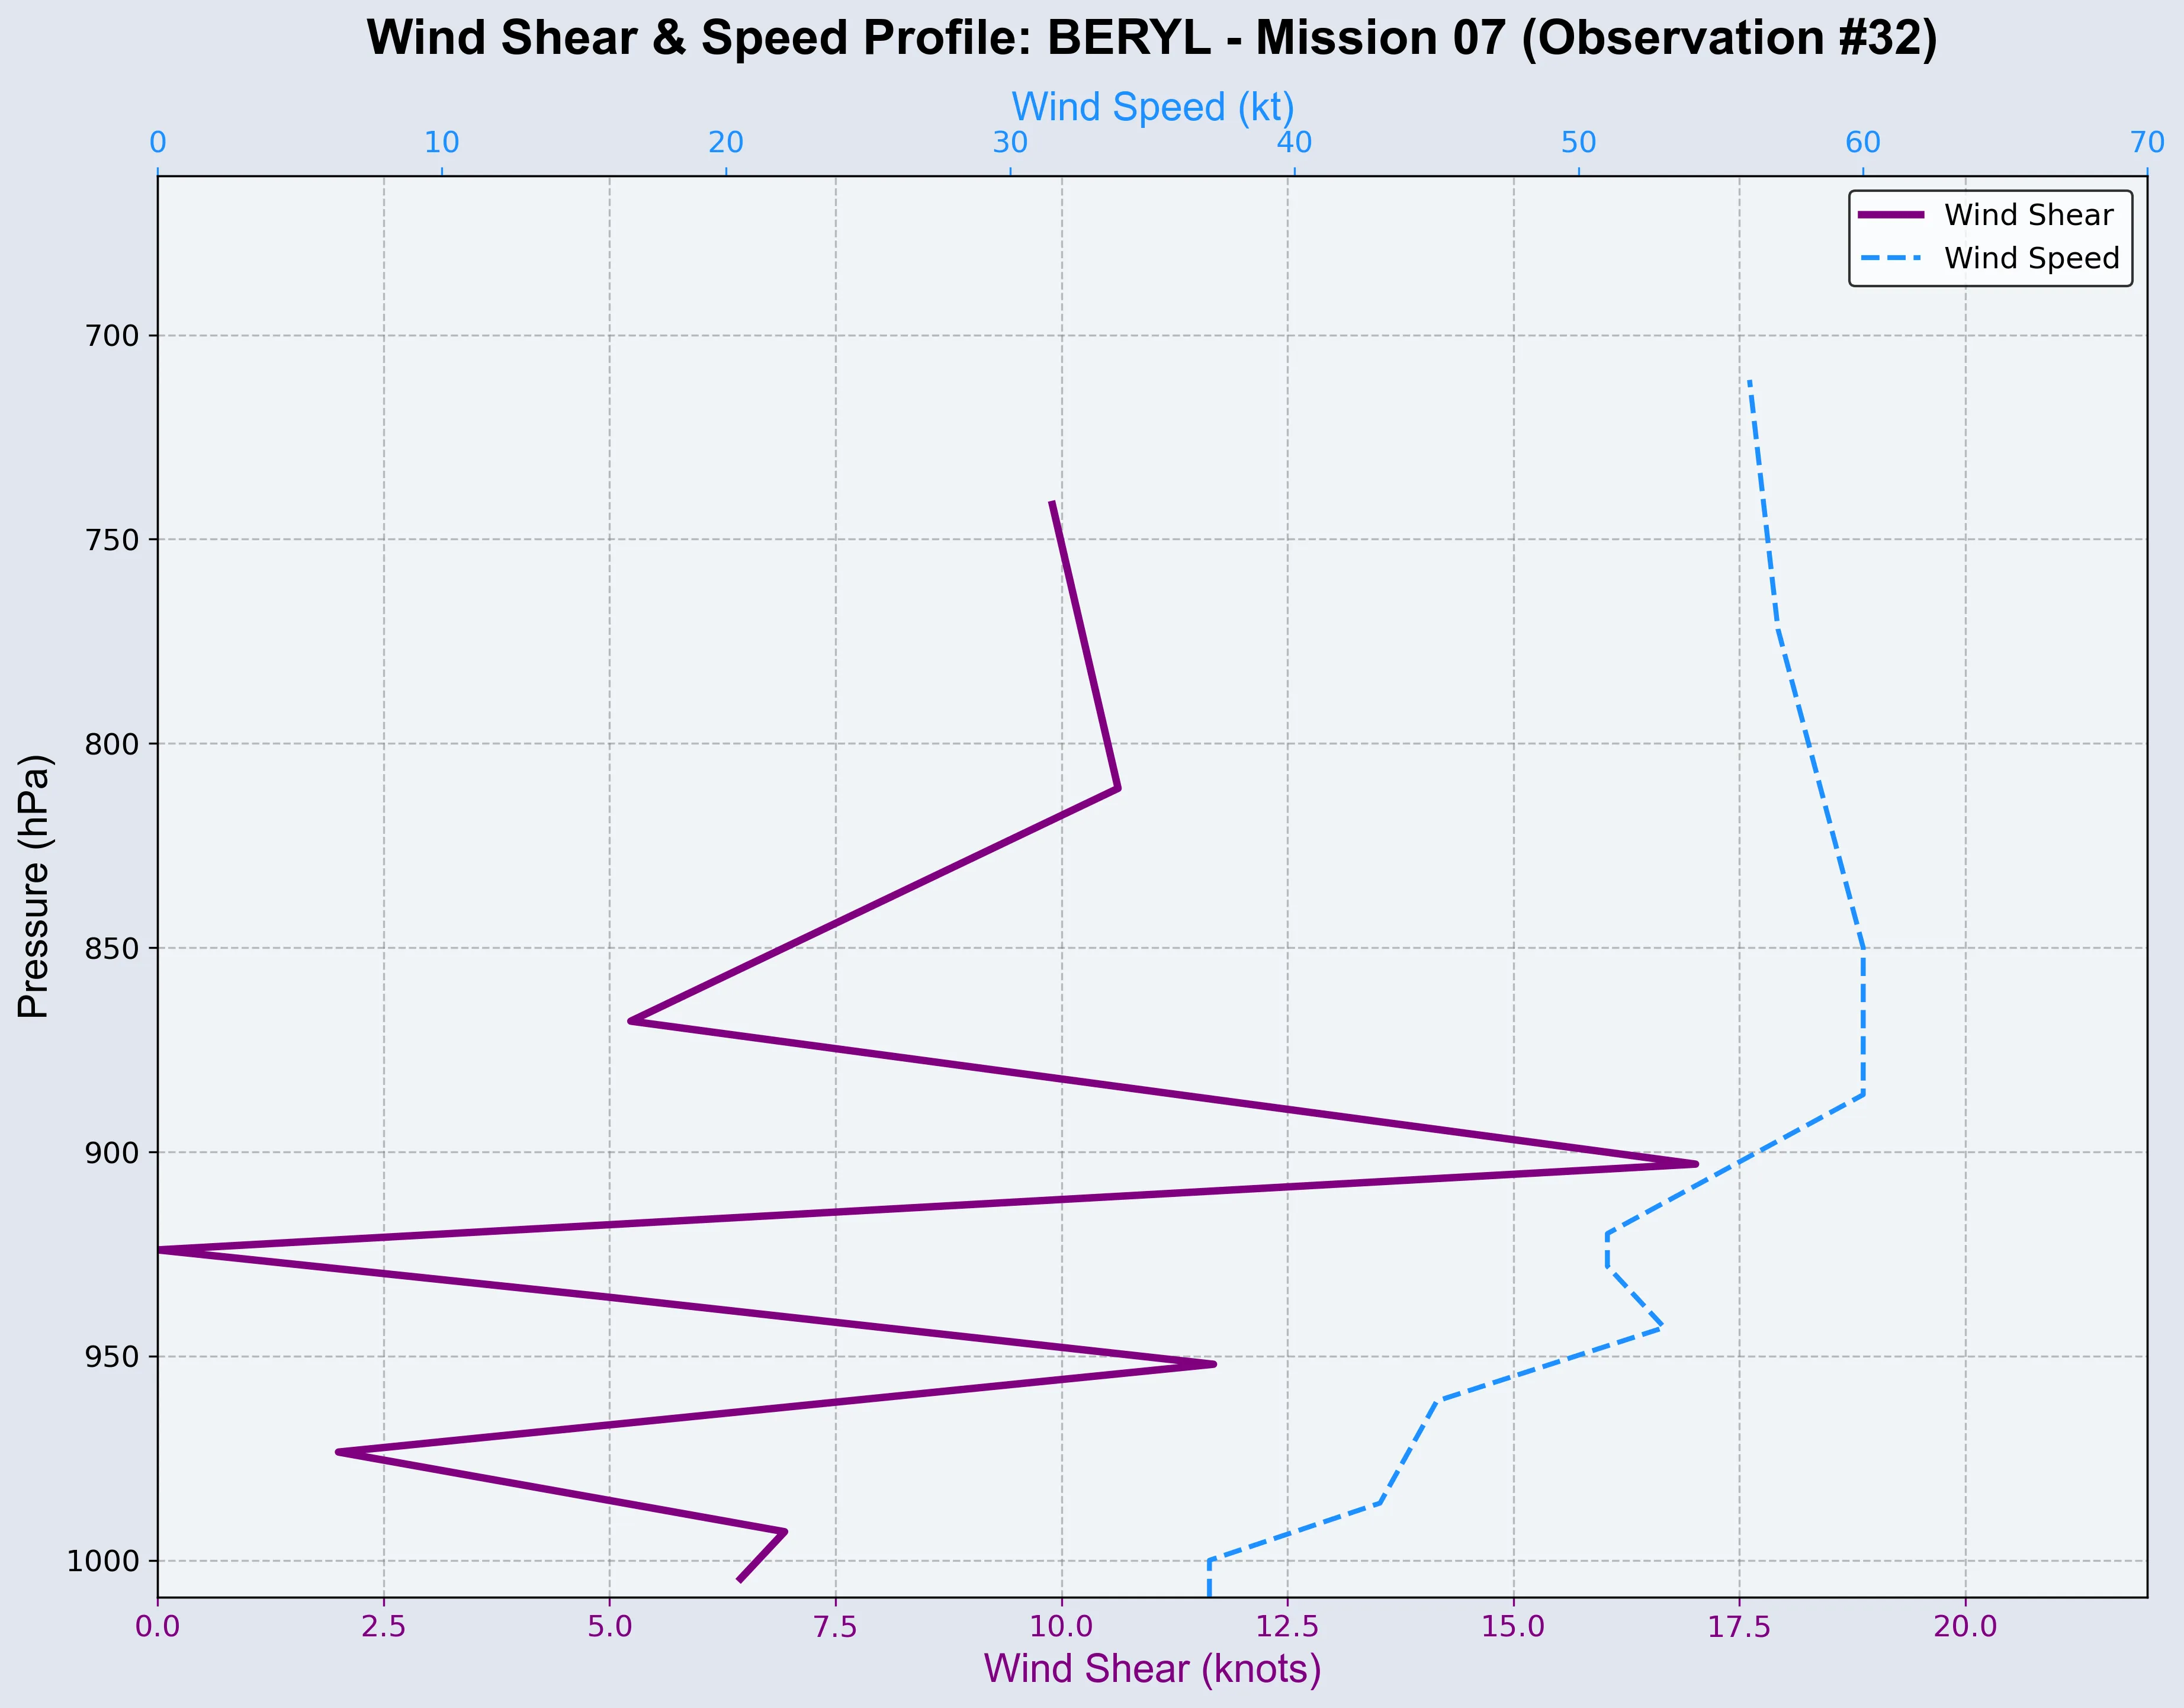 Wind Shear & Speed Profile: BERYL - Mission 07 (Observation #32)
Wind Speed (kt)
0 10 20 30 40 50 60 70
Wind Shear
Wind Speed
700
750
800
850
900
950
1000
Pressure (hPa)
0.0 2.5 5.0 7.5 10.0 12.5 15.0 17.5 20.0
Wind Shear (knots)